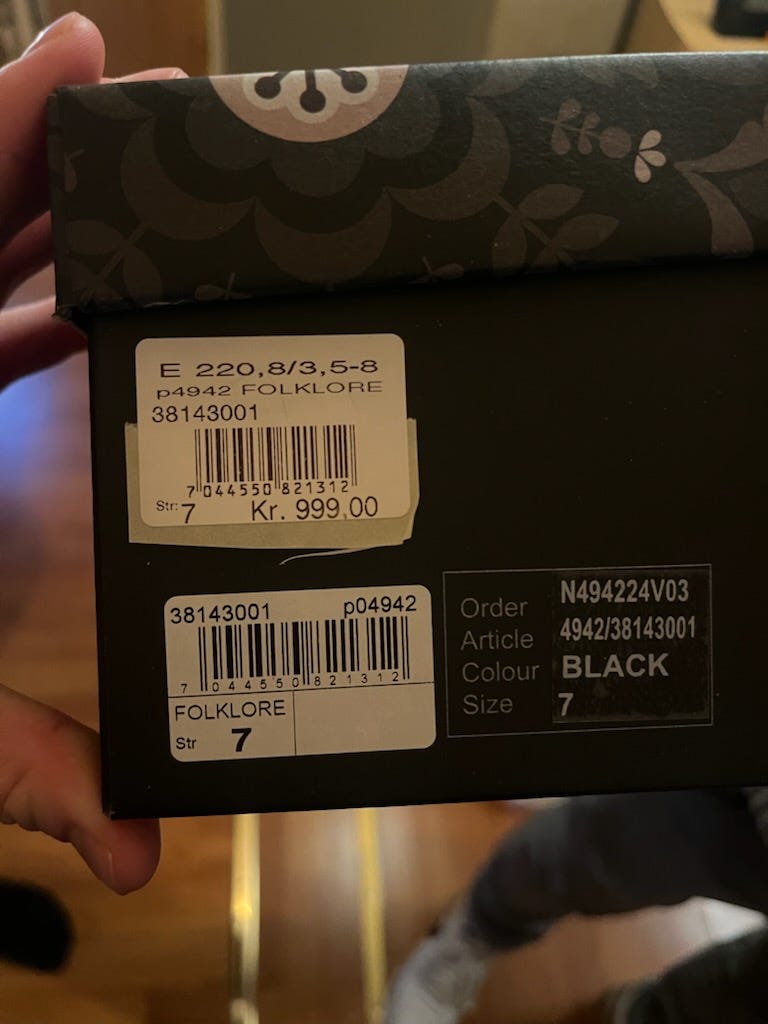 E 220,8/3,5-8
p4942 FOLKLORE
38143001
7 044550 821312
Str: 7 Kr. 999,00
38143001 p04942
7 044550 821312
FOLKLORE
Str 7
Order N494224V03
Article 4942/38143001
Colour BLACK
Size 7